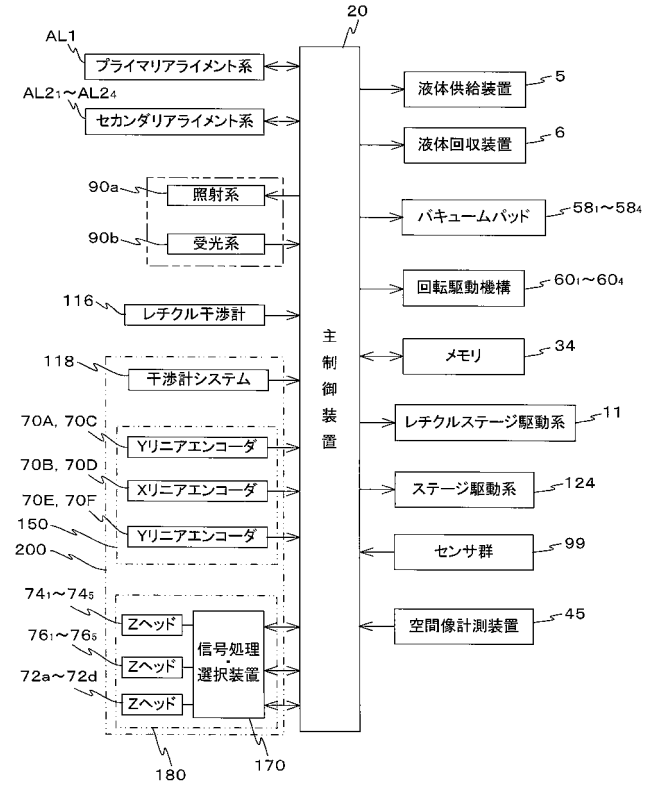 20
AL1
プライマリアライメント系
AL2₁~AL2₄
セカンダリアライメント系
90a
照射系
90b
受光系
116
レチクル干渉計
118
干渉計システム
70A, 70C
Yリニアエンコーダ
70B, 70D
Xリニアエンコーダ
70E, 70F
Yリニアエンコーダ
150
200
74₁~74₅
Zヘッド
76₁~76₅
Zヘッド
72a~72d
Zヘッド
信号処理
・
選択装置
180
170
主制御装置
液体供給装置
5
液体回収装置
6
バキュームパッド
58₁~58₄
回転駆動機構
60₁~60₄
メモリ
34
レチクルステージ駆動系
11
ステージ駆動系
124
センサ群
99
空間像計測装置
45